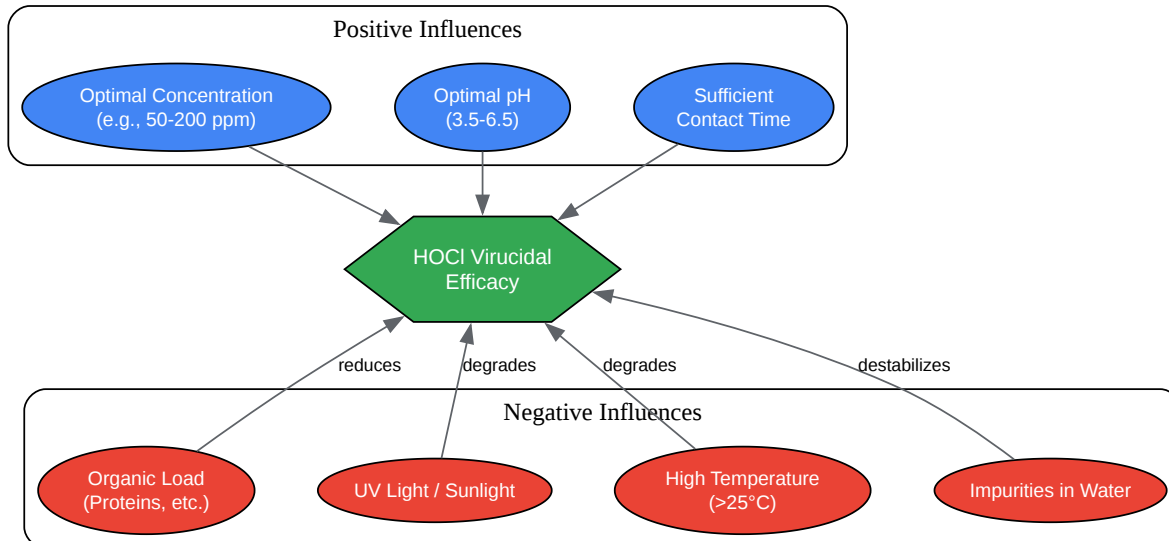 Positive Influences
Optimal Concentration
(e.g., 50-200 ppm)
Optimal pH
(3.5-6.5)
Sufficient
Contact Time
HOCl Virucidal
Efficacy
reduces
degrades
degrades
destabilizes
Negative Influences
Organic Load
(Proteins, etc.)
UV Light / Sunlight
High Temperature
(>25°C)
Impurities in Water